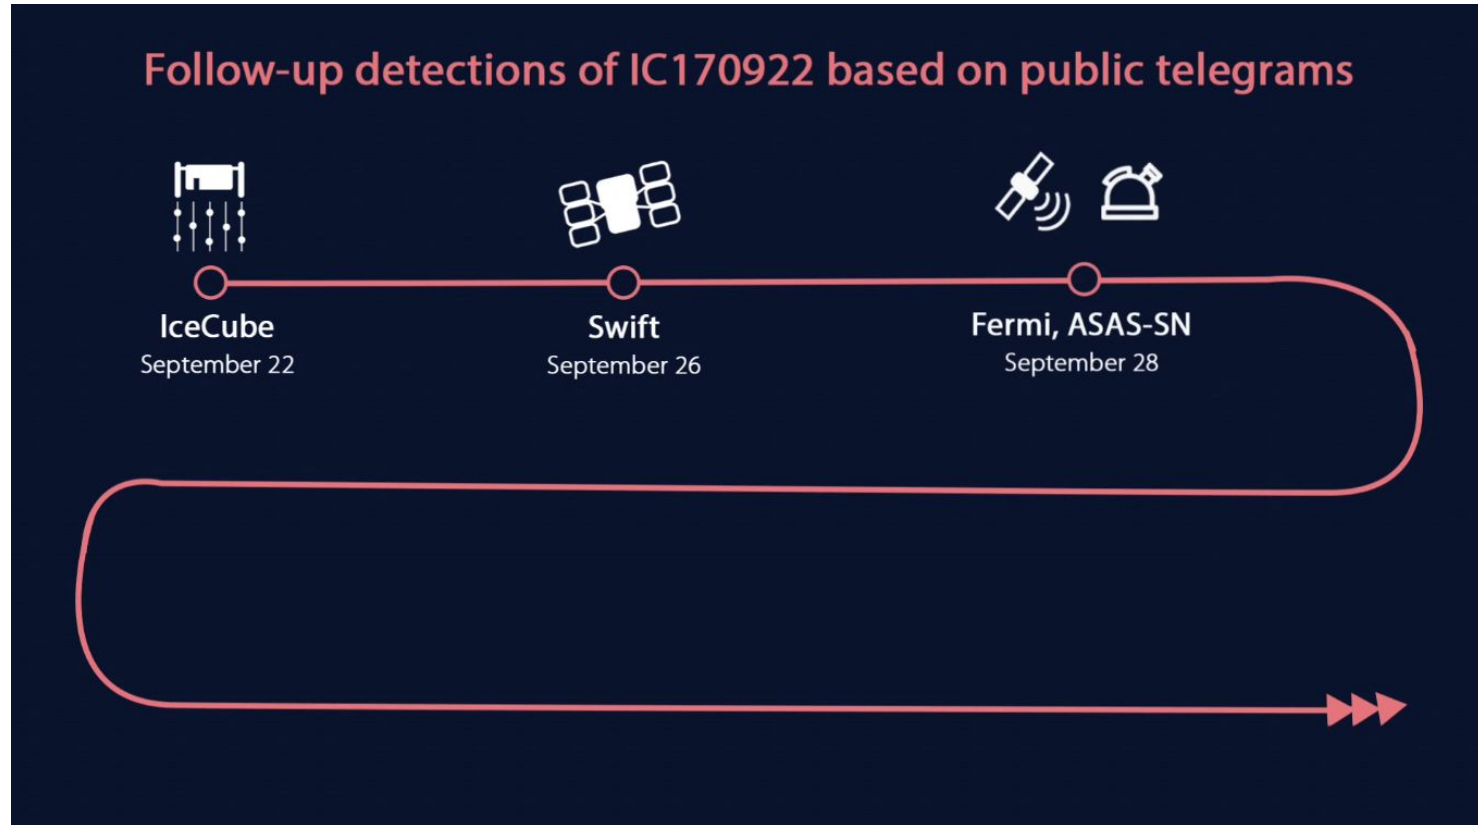 Follow-up detections of IC170922 based on public telegrams
IceCube
September 22
Swift
September 26
Fermi, ASAS-SN
September 28